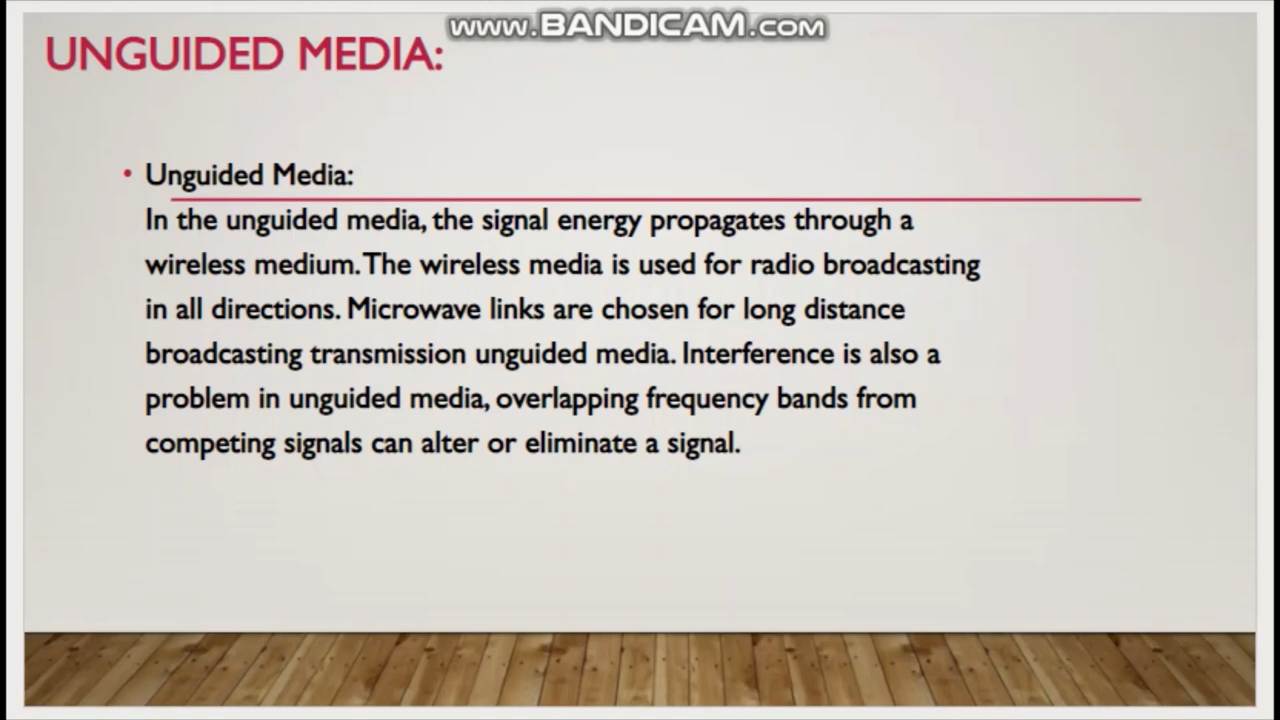 www.BANDICAM.com
UNGUIDED MEDIA:
• Unguided Media:
In the unguided media, the signal energy propagates through a
wireless medium. The wireless media is used for radio broadcasting
in all directions. Microwave links are chosen for long distance
broadcasting transmission unguided media. Interference is also a
problem in unguided media, overlapping frequency bands from
competing signals can alter or eliminate a signal.